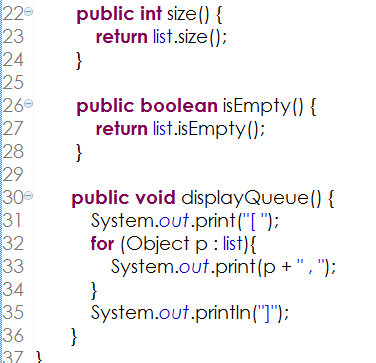 22 public int size() {
23 return list.size();
24 }
25
26 public boolean isEmpty() {
27 return list.isEmpty();
28 }
29
30 public void displayQueue() {
31 System.out.print("[ ");
32 for (Object p : list){
33 System.out.print(p + " , ");
34 }
35 System.out.println("]");
36 }
37 }